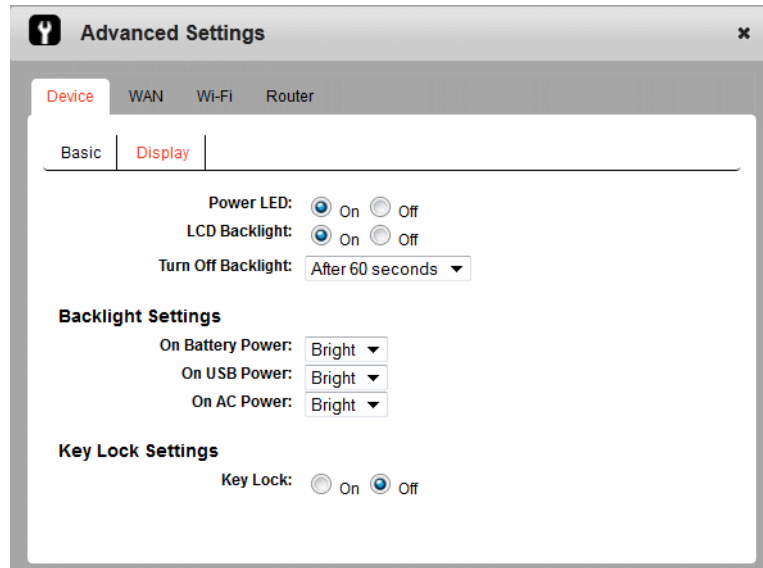 Advanced Settings
Device WAN Wi-Fi Router
Basic Display
Power LED: On Off
LCD Backlight: On Off
Turn Off Backlight: After 60 seconds
Backlight Settings
On Battery Power: Bright
On USB Power: Bright
On AC Power: Bright
Key Lock Settings
Key Lock: On Off